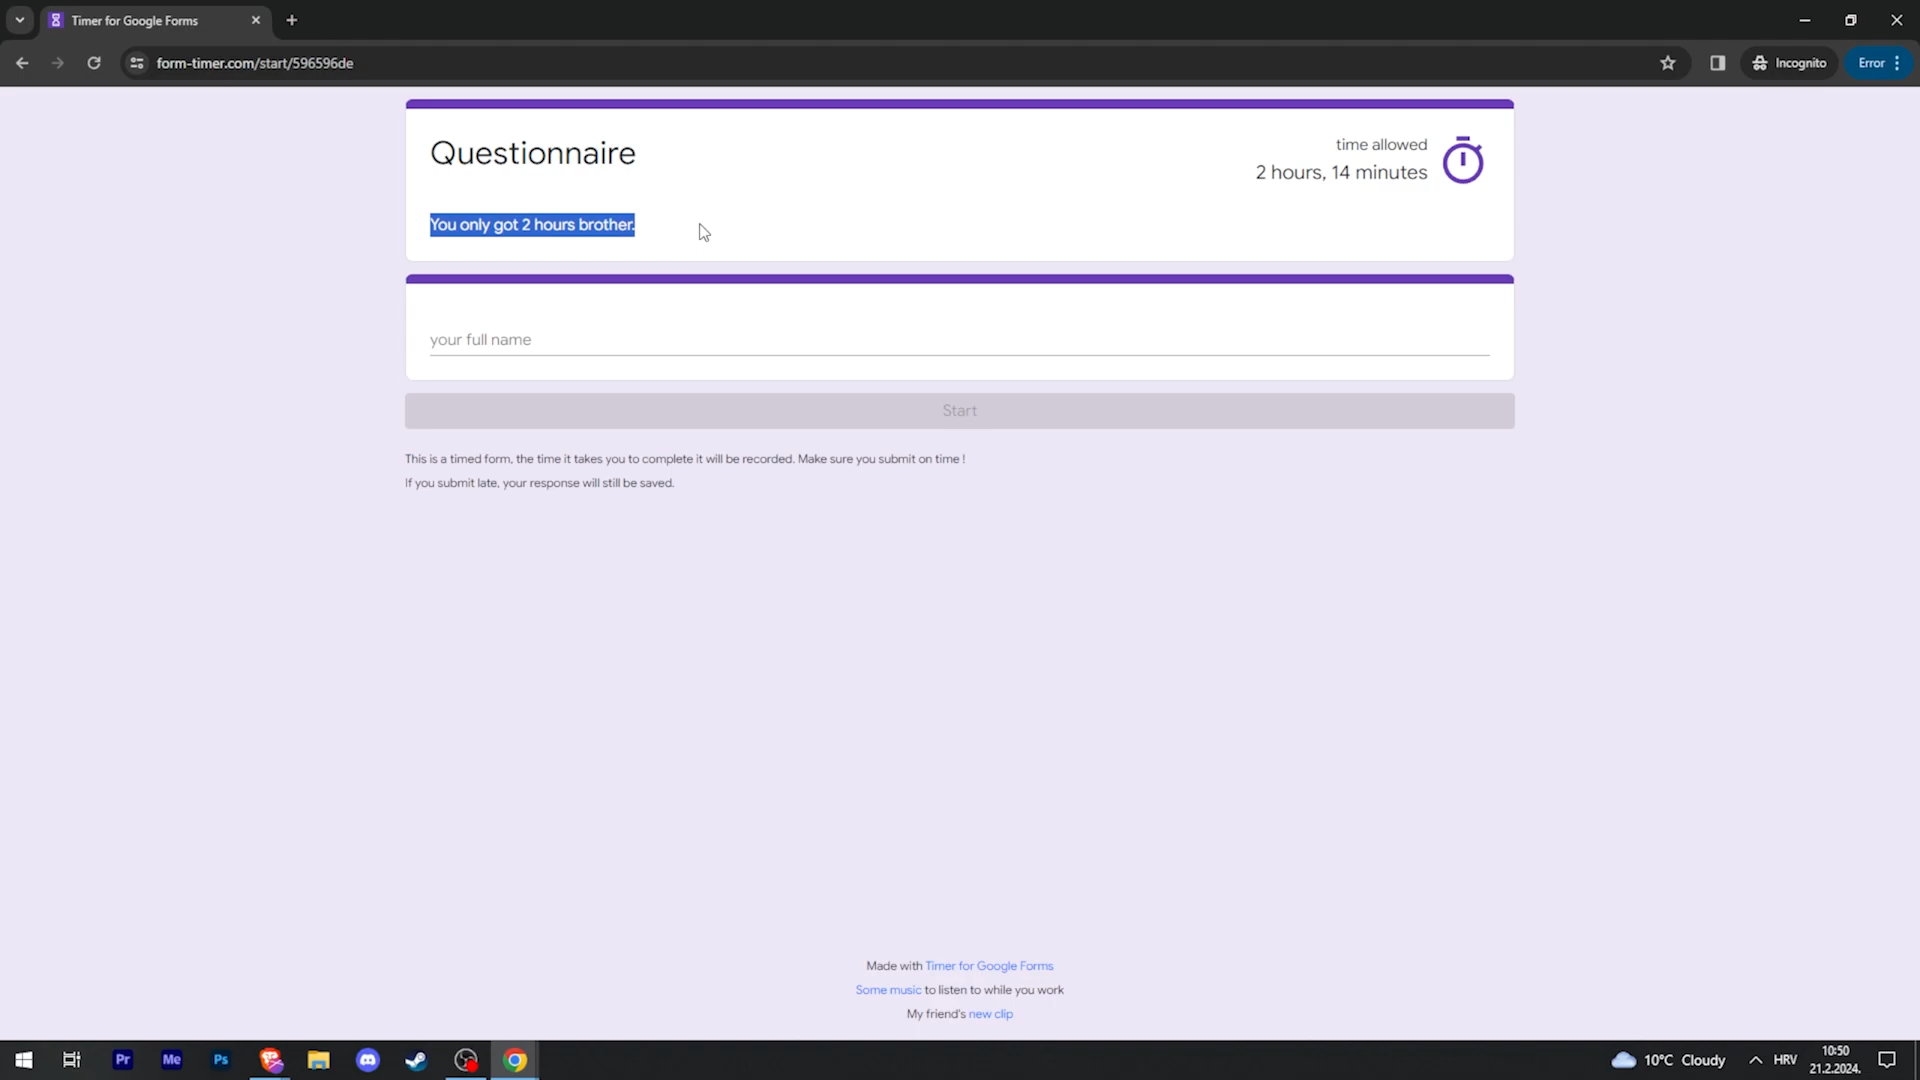 Timer for Google Forms
form-timer.com/start/596596de
Incognito
Error
Questionnaire
time allowed
2 hours, 14 minutes
You only got 2 hours brother.
your full name
Start
This is a timed form, the time it takes you to complete it will be recorded. Make sure you submit on time !
If you submit late, your response will still be saved.
Made with Timer for Google Forms
Some music to listen to while you work
My friend's new clip
Pr
Me
Ps
10°C Cloudy
HRV
10:50
21.2.2024.